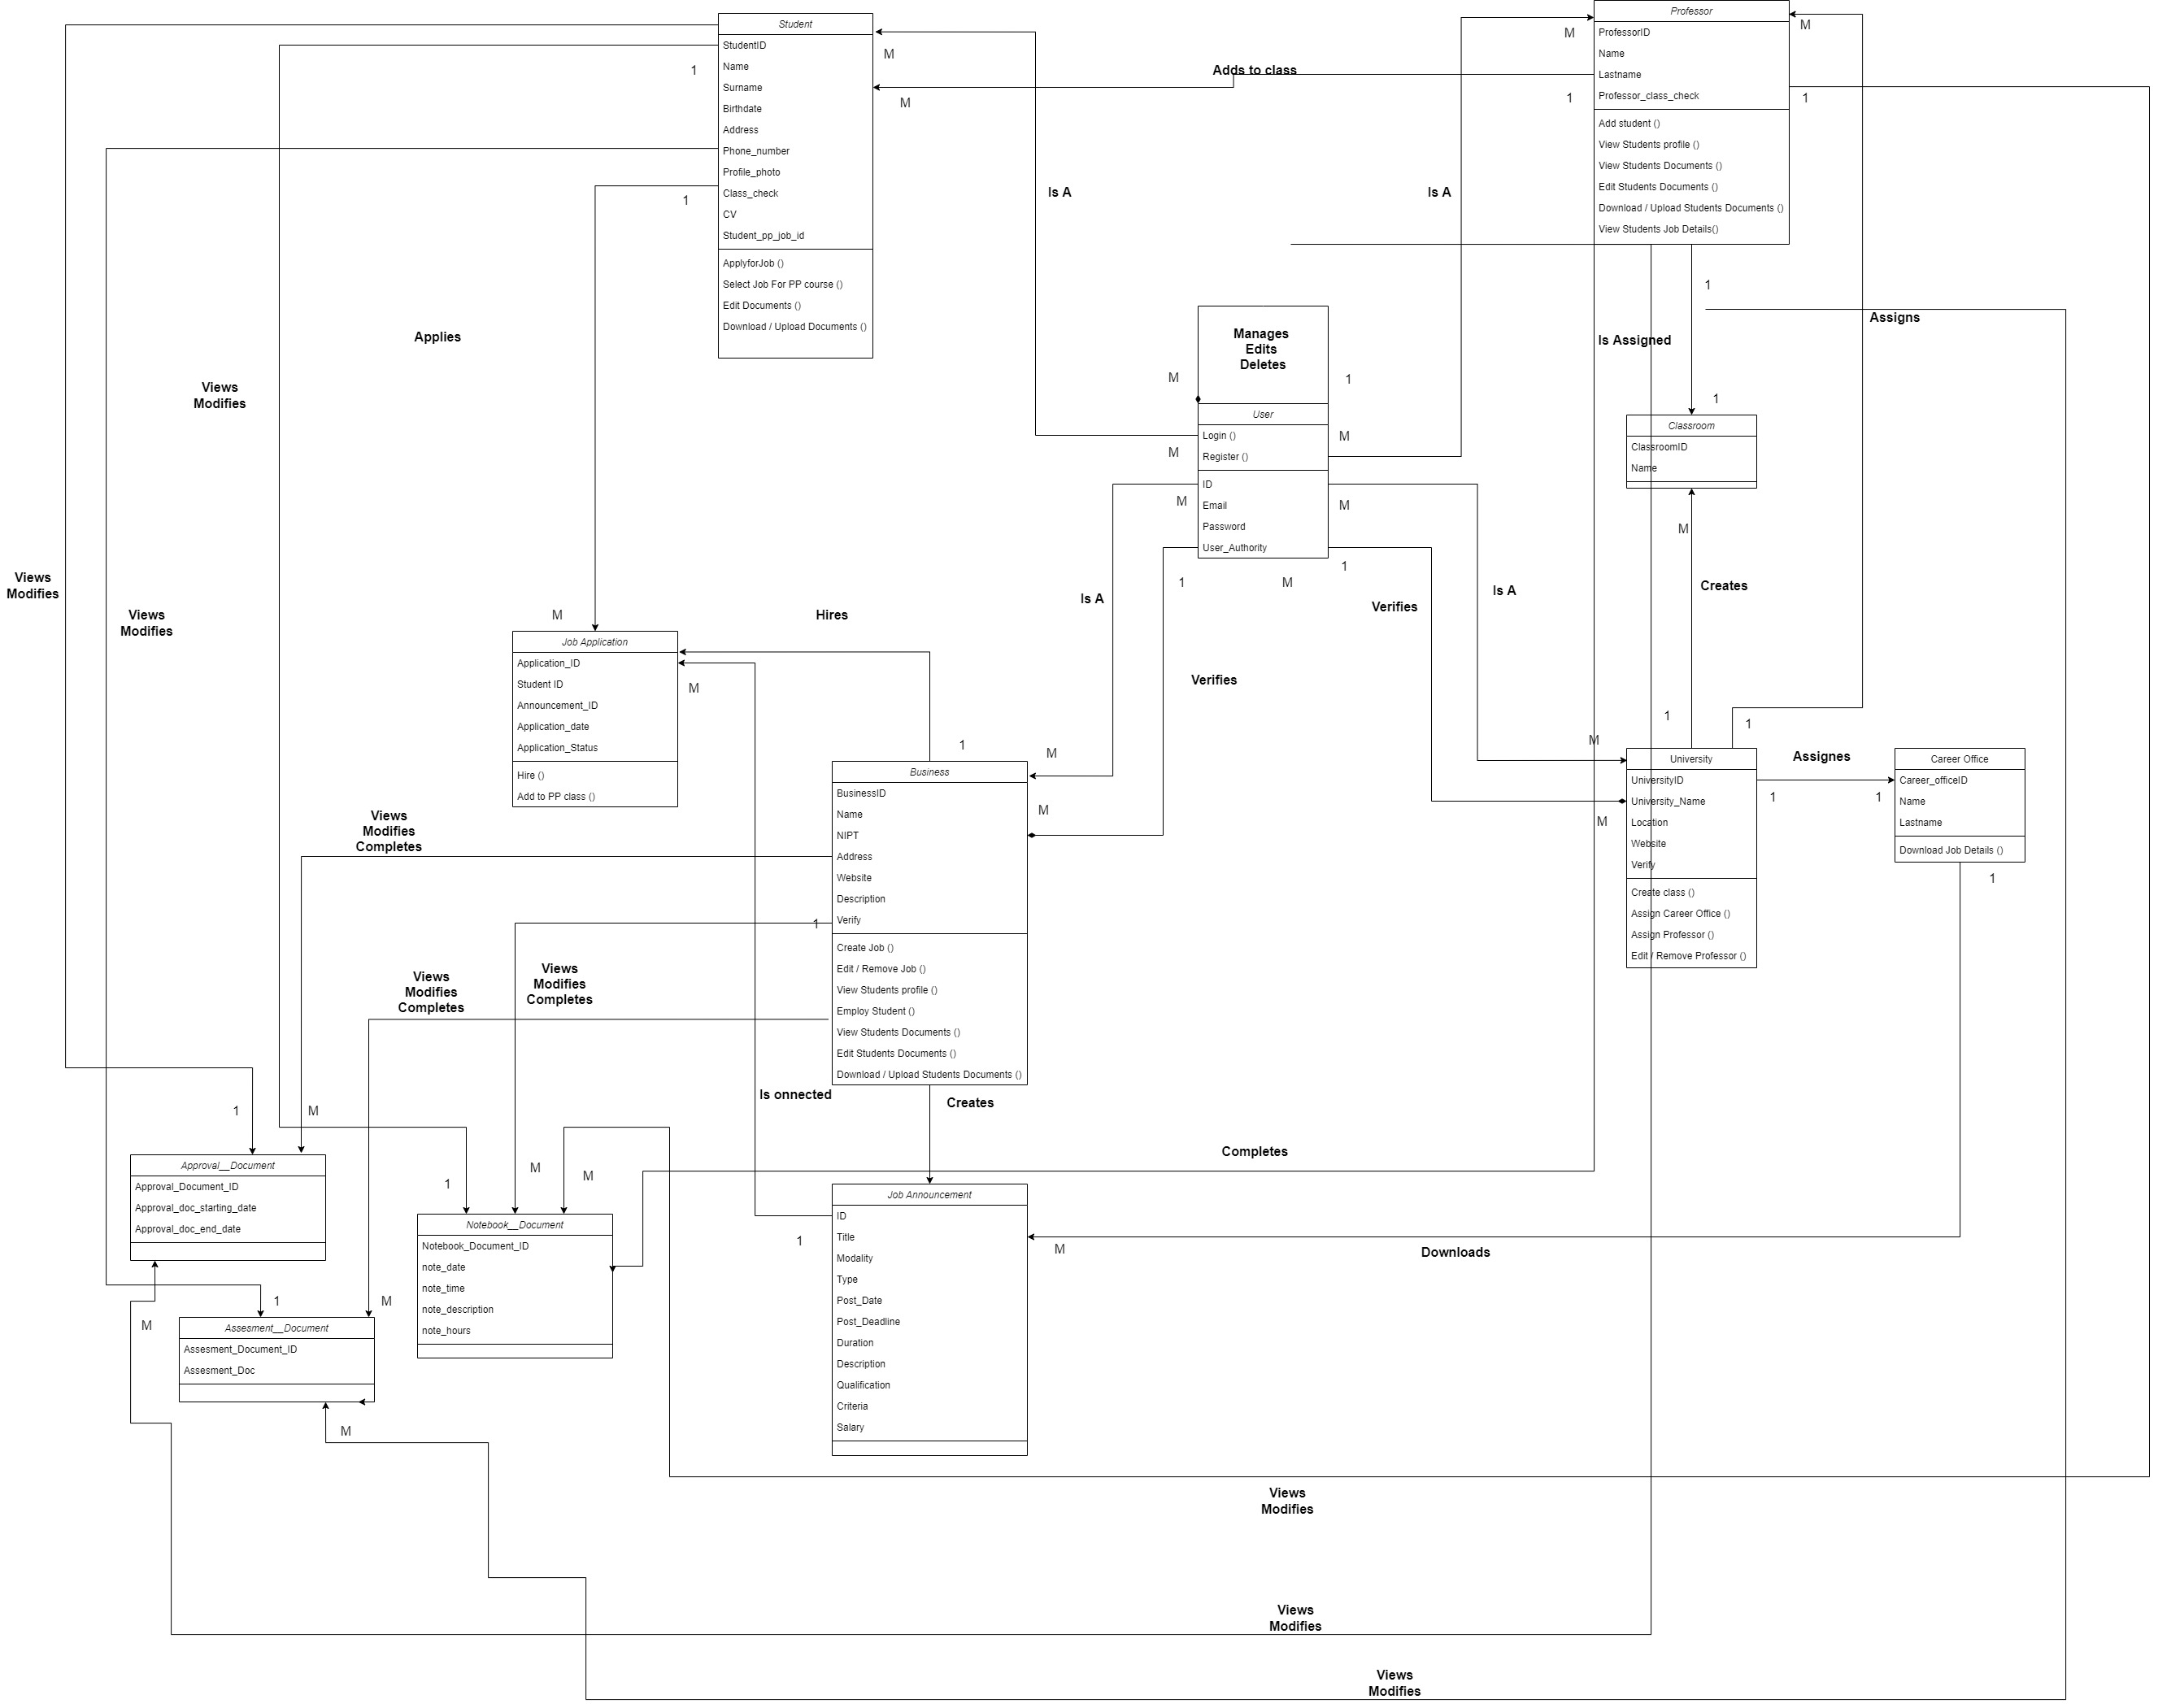 Student
StudentID
Name
Surname
Birthdate
Address
Phone_number
Profile_photo
Class_check
CV
Student_pp_job_id
ApplyforJob ()
Select Job For PP course ()
Edit Documents ()
Download / Upload Documents ()
1
1
M
M
Adds to class
Professor
ProfessorID
Name
Lastname
Professor_class_check
Add student ()
View Students profile ()
View Students Documents ()
Edit Students Documents ()
Download / Upload Students Documents ()
View Students Job Details()
M
M
1
1
Is A
Is A
1
Is Assigned
Assigns
1
Applies
Views
Modifies
Views
Modifies
Views
Modifies
Manages
Edits
Deletes
M
1
User
Login ()
Register ()
ID
Email
Password
User_Authority
M
M
M
M
1
M
1
Classroom
ClassroomID
Name
M
Creates
1
1
Is A
Is A
Verifies
Verifies
Hires
M
Job Application
Application_ID
Student ID
Announcement_ID
Application_date
Application_Status
Hire ()
Add to PP class ()
M
1
M
M
Business
BusinessID
Name
NIPT
Address
Website
Description
Verify
Create Job ()
Edit / Remove Job ()
View Students profile ()
Employ Student ()
View Students Documents ()
Edit Students Documents ()
Download / Upload Students Documents ()
1
M
M
University
UniversityID
University_Name
Location
Website
Verify
Create class ()
Assign Career Office ()
Assign Professor ()
Edit / Remove Professor ()
Assignes
1
1
Career Office
Career_officeID
Name
Lastname
Download Job Details ()
1
Views
Modifies
Completes
Views
Modifies
Completes
Views
Modifies
Completes
Is onnected
Creates
Completes
1
M
Approval__Document
Approval_Document_ID
Approval_doc_starting_date
Approval_doc_end_date
M
1
M
Assesment__Document
Assesment_Document_ID
Assesment_Doc
M
1
M
M
Notebook__Document
Notebook_Document_ID
note_date
note_time
note_description
note_hours
1
Job Announcement
ID
Title
Modality
Type
Post_Date
Post_Deadline
Duration
Description
Qualification
Criteria
Salary
M
Downloads
Views
Modifies
Views
Modifies
Views
Modifies